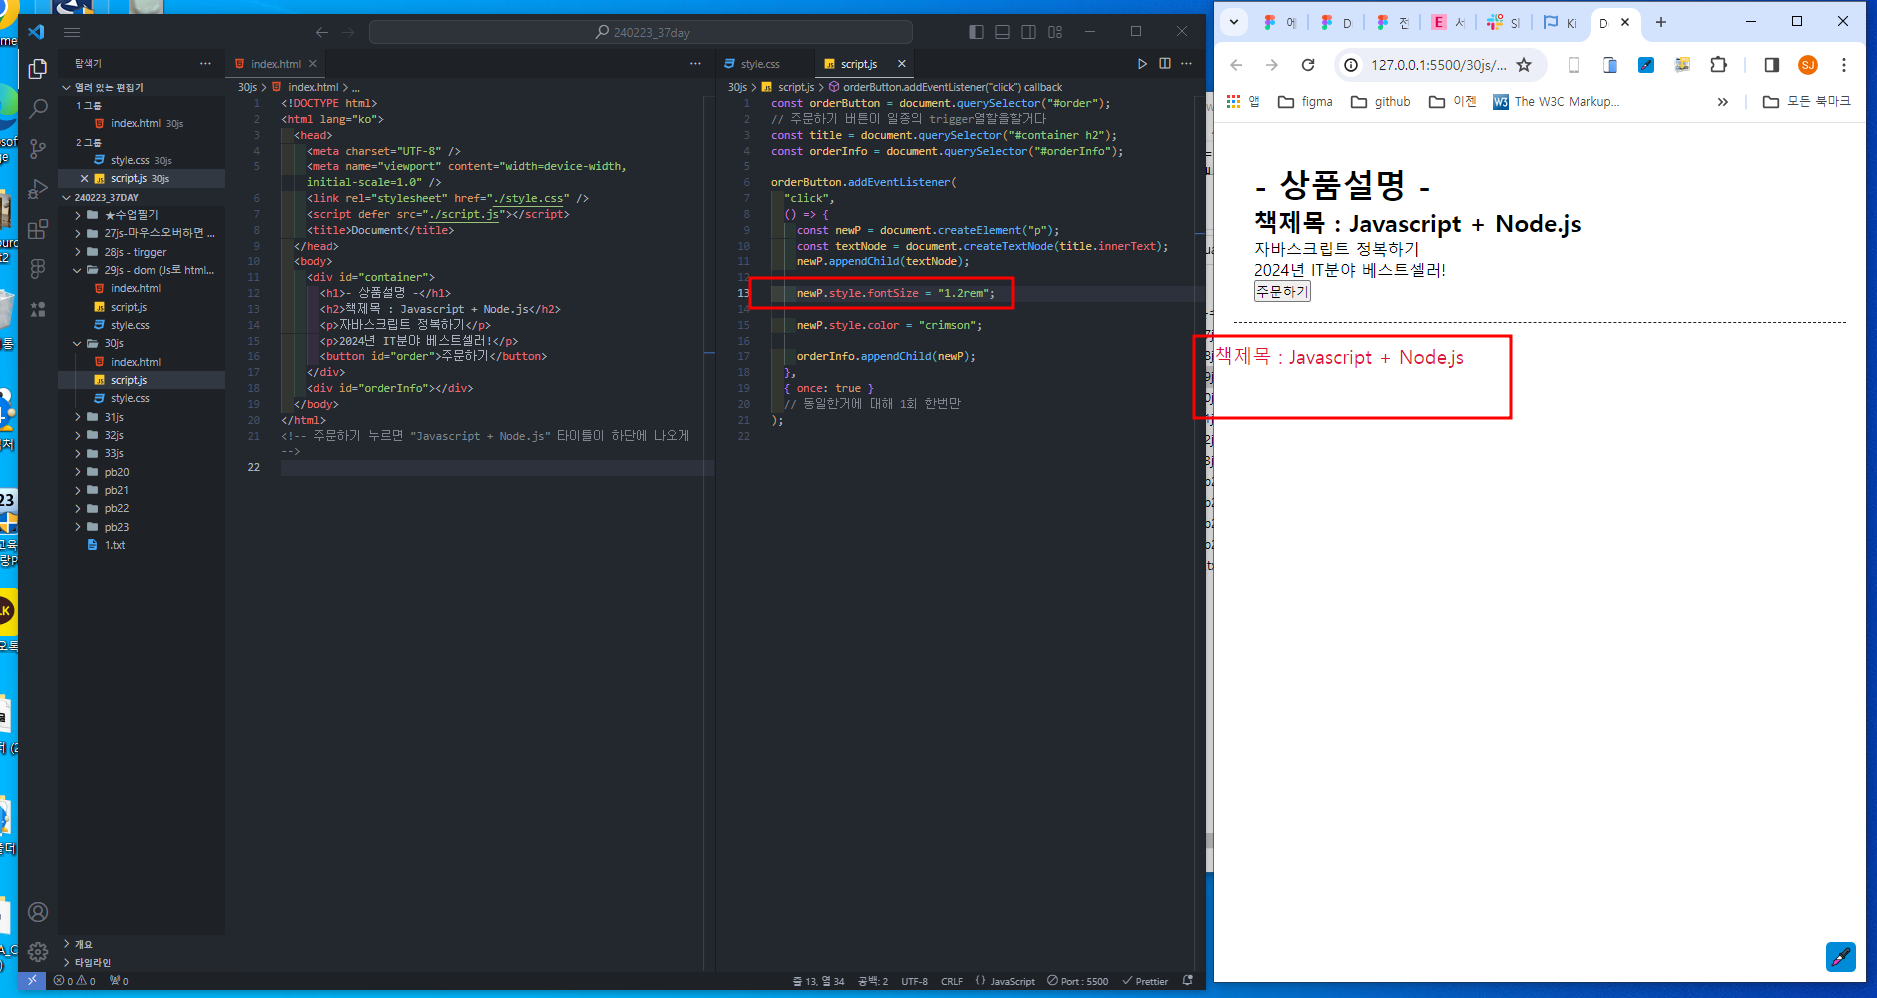 240223_37day
탐색기
열려 있는 편집기
1 그룹
index.html 30js
2 그룹
style.css 30js
script.js 30js
240223_37DAY
★수업필기
27js-마우스오버하면 ...
28js - tirgger
29js - dom (Js로 html...
index.html
script.js
style.css
30js
index.html
script.js
style.css
31js
32js
33js
pb20
pb21
pb22
pb23
1.txt
개요
타임라인
index.html
30js > index.html > ...
1 <!DOCTYPE html>
2 <html lang="ko">
3 <head>
4 <meta charset="UTF-8" />
5 <meta name="viewport" content="width=device-width,
initial-scale=1.0" />
6 <link rel="stylesheet" href="./style.css" />
7 <script defer src="./script.js"></script>
8 <title>Document</title>
9 </head>
10 <body>
11 <div id="container">
12 <h1>- 상품설명 -</h1>
13 <h2>책제목 : Javascript + Node.js</h2>
14 <p>자바스크립트 정복하기</p>
15 <p>2024년 IT분야 베스트셀러!</p>
16 <button id="order">주문하기</button>
17 </div>
18 <div id="orderInfo"></div>
19 </body>
20 </html>
21 <!-- 주문하기 누르면 "Javascript + Node.js" 타이틀이 하단에 나오게
-->
22
style.css
script.js
30js > script.js > orderButton.addEventListener("click") callback
1 const orderButton = document.querySelector("#order");
2 // 주문하기 버튼이 일종의 trigger열할을할거다
3 const title = document.querySelector("#container h2");
4 const orderInfo = document.querySelector("#orderInfo");
5
6 orderButton.addEventListener(
7 "click",
8 () => {
9 const newP = document.createElement("p");
10 const textNode = document.createTextNode(title.innerText);
11 newP.appendChild(textNode);
12
13 newP.style.fontSize = "1.2rem";
14
15 newP.style.color = "crimson";
16
17 orderInfo.appendChild(newP);
18 },
19 { once: true }
20 // 동일한거에 대해 1회 한번만
21 );
22
0 0 0
줄 13, 열 34
공백: 2
UTF-8
CRLF
{} JavaScript
Port : 5500
Prettier
에
D
전
E
서
Sl
Ki
D
127.0.0.1:5500/30js/...
SJ
앱
figma
github
이젠
W3
The W3C Markup...
모든 북마크
- 상품설명 -
책제목 : Javascript + Node.js
자바스크립트 정복하기
2024년 IT분야 베스트셀러!
주문하기
책제목 : Javascript + Node.js